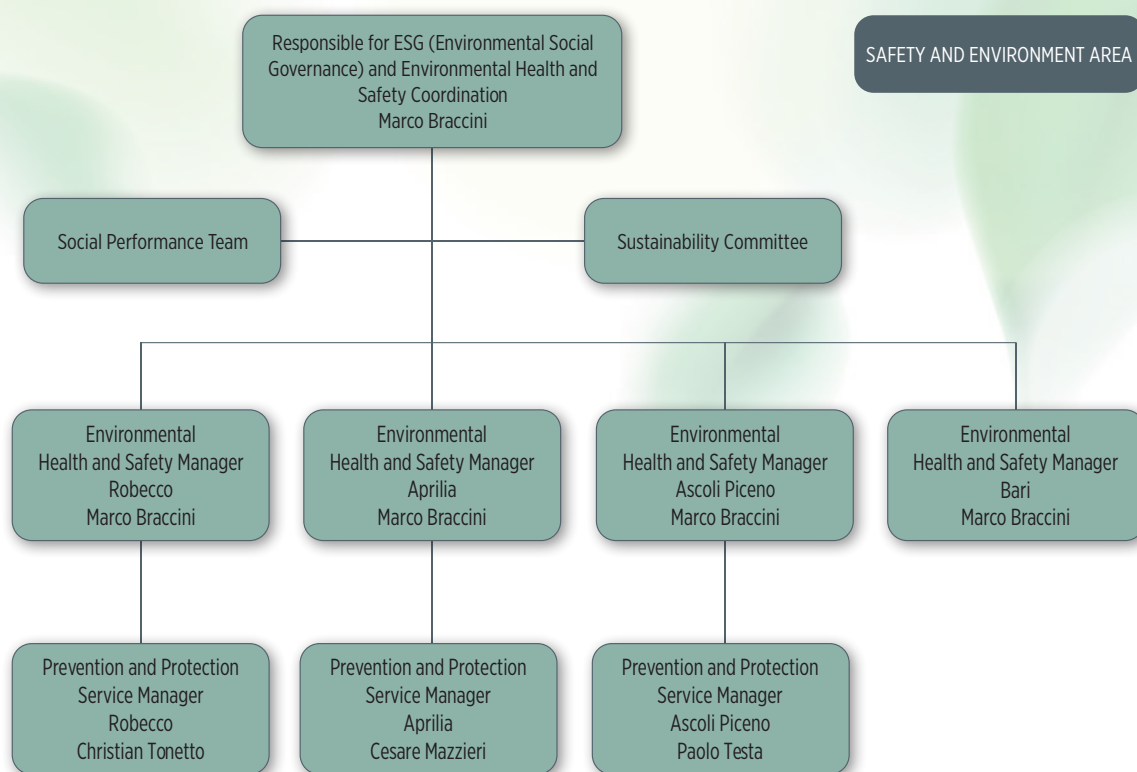 Responsible for ESG (Environmental Social
Governance) and Environmental Health and
Safety Coordination
Marco Braccini
SAFETY AND ENVIRONMENT AREA
Social Performance Team
Sustainability Committee
Environmental
Health and Safety Manager
Robecco
Marco Braccini
Environmental
Health and Safety Manager
Aprilia
Marco Braccini
Environmental
Health and Safety Manager
Ascoli Piceno
Marco Braccini
Environmental
Health and Safety Manager
Bari
Marco Braccini
Prevention and Protection
Service Manager
Robecco
Christian Tonetto
Prevention and Protection
Service Manager
Aprilia
Cesare Mazzieri
Prevention and Protection
Service Manager
Ascoli Piceno
Paolo Testa